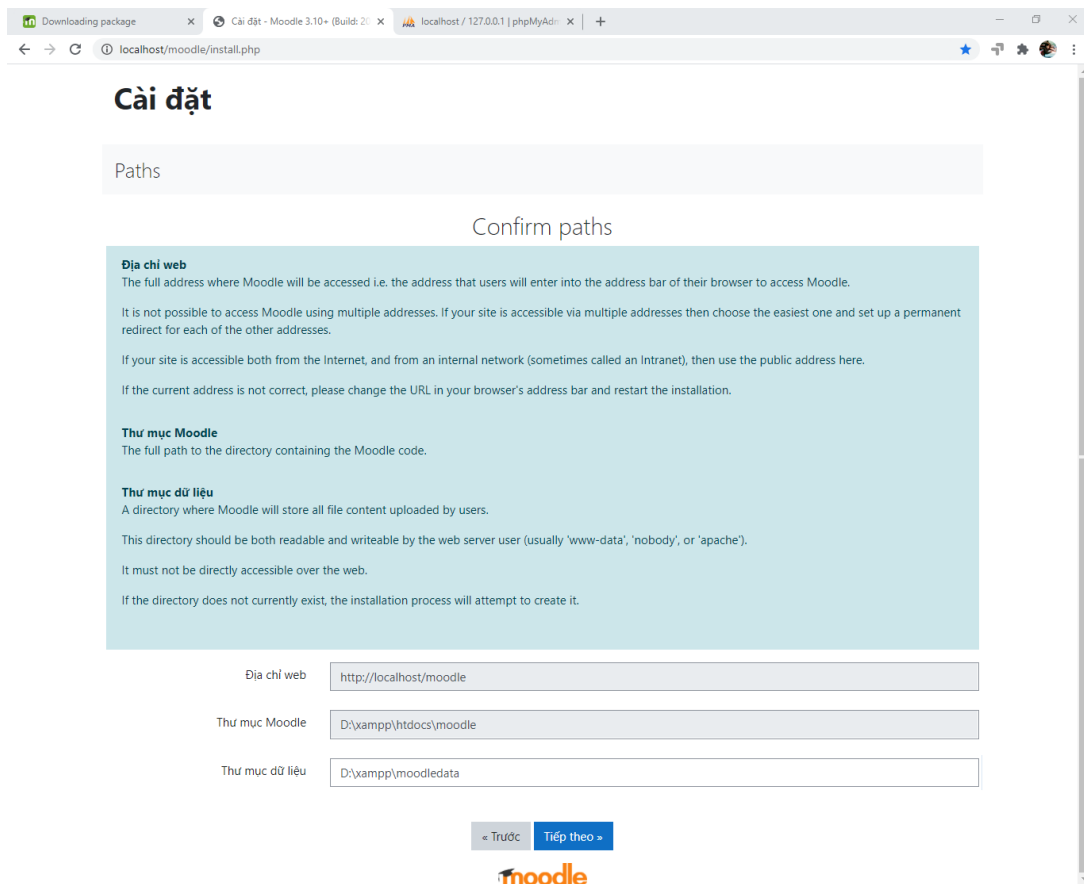 Downloading package
Cài đặt - Moodle 3.10+ (Build: 20
localhost / 127.0.0.1 | phpMyAdm
localhost/moodle/install.php
Cài đặt
Paths
Confirm paths
Địa chỉ web
The full address where Moodle will be accessed i.e. the address that users will enter into the address bar of their browser to access Moodle.
It is not possible to access Moodle using multiple addresses. If your site is accessible via multiple addresses then choose the easiest one and set up a permanent
redirect for each of the other addresses.
If your site is accessible both from the Internet, and from an internal network (sometimes called an Intranet), then use the public address here.
If the current address is not correct, please change the URL in your browser's address bar and restart the installation.
Thư mục Moodle
The full path to the directory containing the Moodle code.
Thư mục dữ liệu
A directory where Moodle will store all file content uploaded by users.
This directory should be both readable and writeable by the web server user (usually 'www-data', 'nobody', or 'apache').
It must not be directly accessible over the web.
If the directory does not currently exist, the installation process will attempt to create it.
Địa chỉ web http://localhost/moodle
Thư mục Moodle D:\xampp\htdocs\moodle
Thư mục dữ liệu D:\xampp\moodledata
« Trước Tiếp theo »
moodle